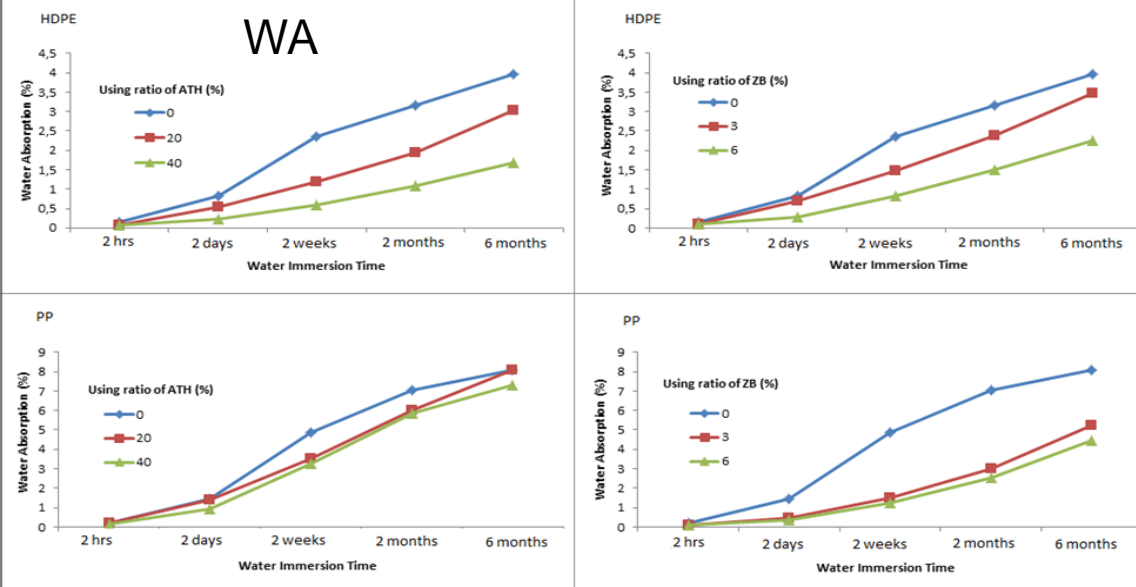 HDPE
WA
4,5
4
3,5
3
2,5
2
1,5
1
0,5
0
Water Absorption (%)
Using ratio of ATH (%)
0
20
40
2 hrs 2 days 2 weeks 2 months 6 months
Water Immersion Time
HDPE
4,5
4
3,5
3
2,5
2
1,5
1
0,5
0
Water Absorption (%)
Using ratio of ZB (%)
0
3
6
2 hrs 2 days 2 weeks 2 months 6 months
Water Immersion Time
PP
9
8
7
6
5
4
3
2
1
0
Water Absorption (%)
Using ratio of ATH (%)
0
20
40
2 hrs 2 days 2 weeks 2 months 6 months
Water Immersion Time
PP
9
8
7
6
5
4
3
2
1
0
Water Absorption (%)
Using ratio of ZB (%)
0
3
6
2 hrs 2 days 2 weeks 2 months 6 months
Water Immersion Time